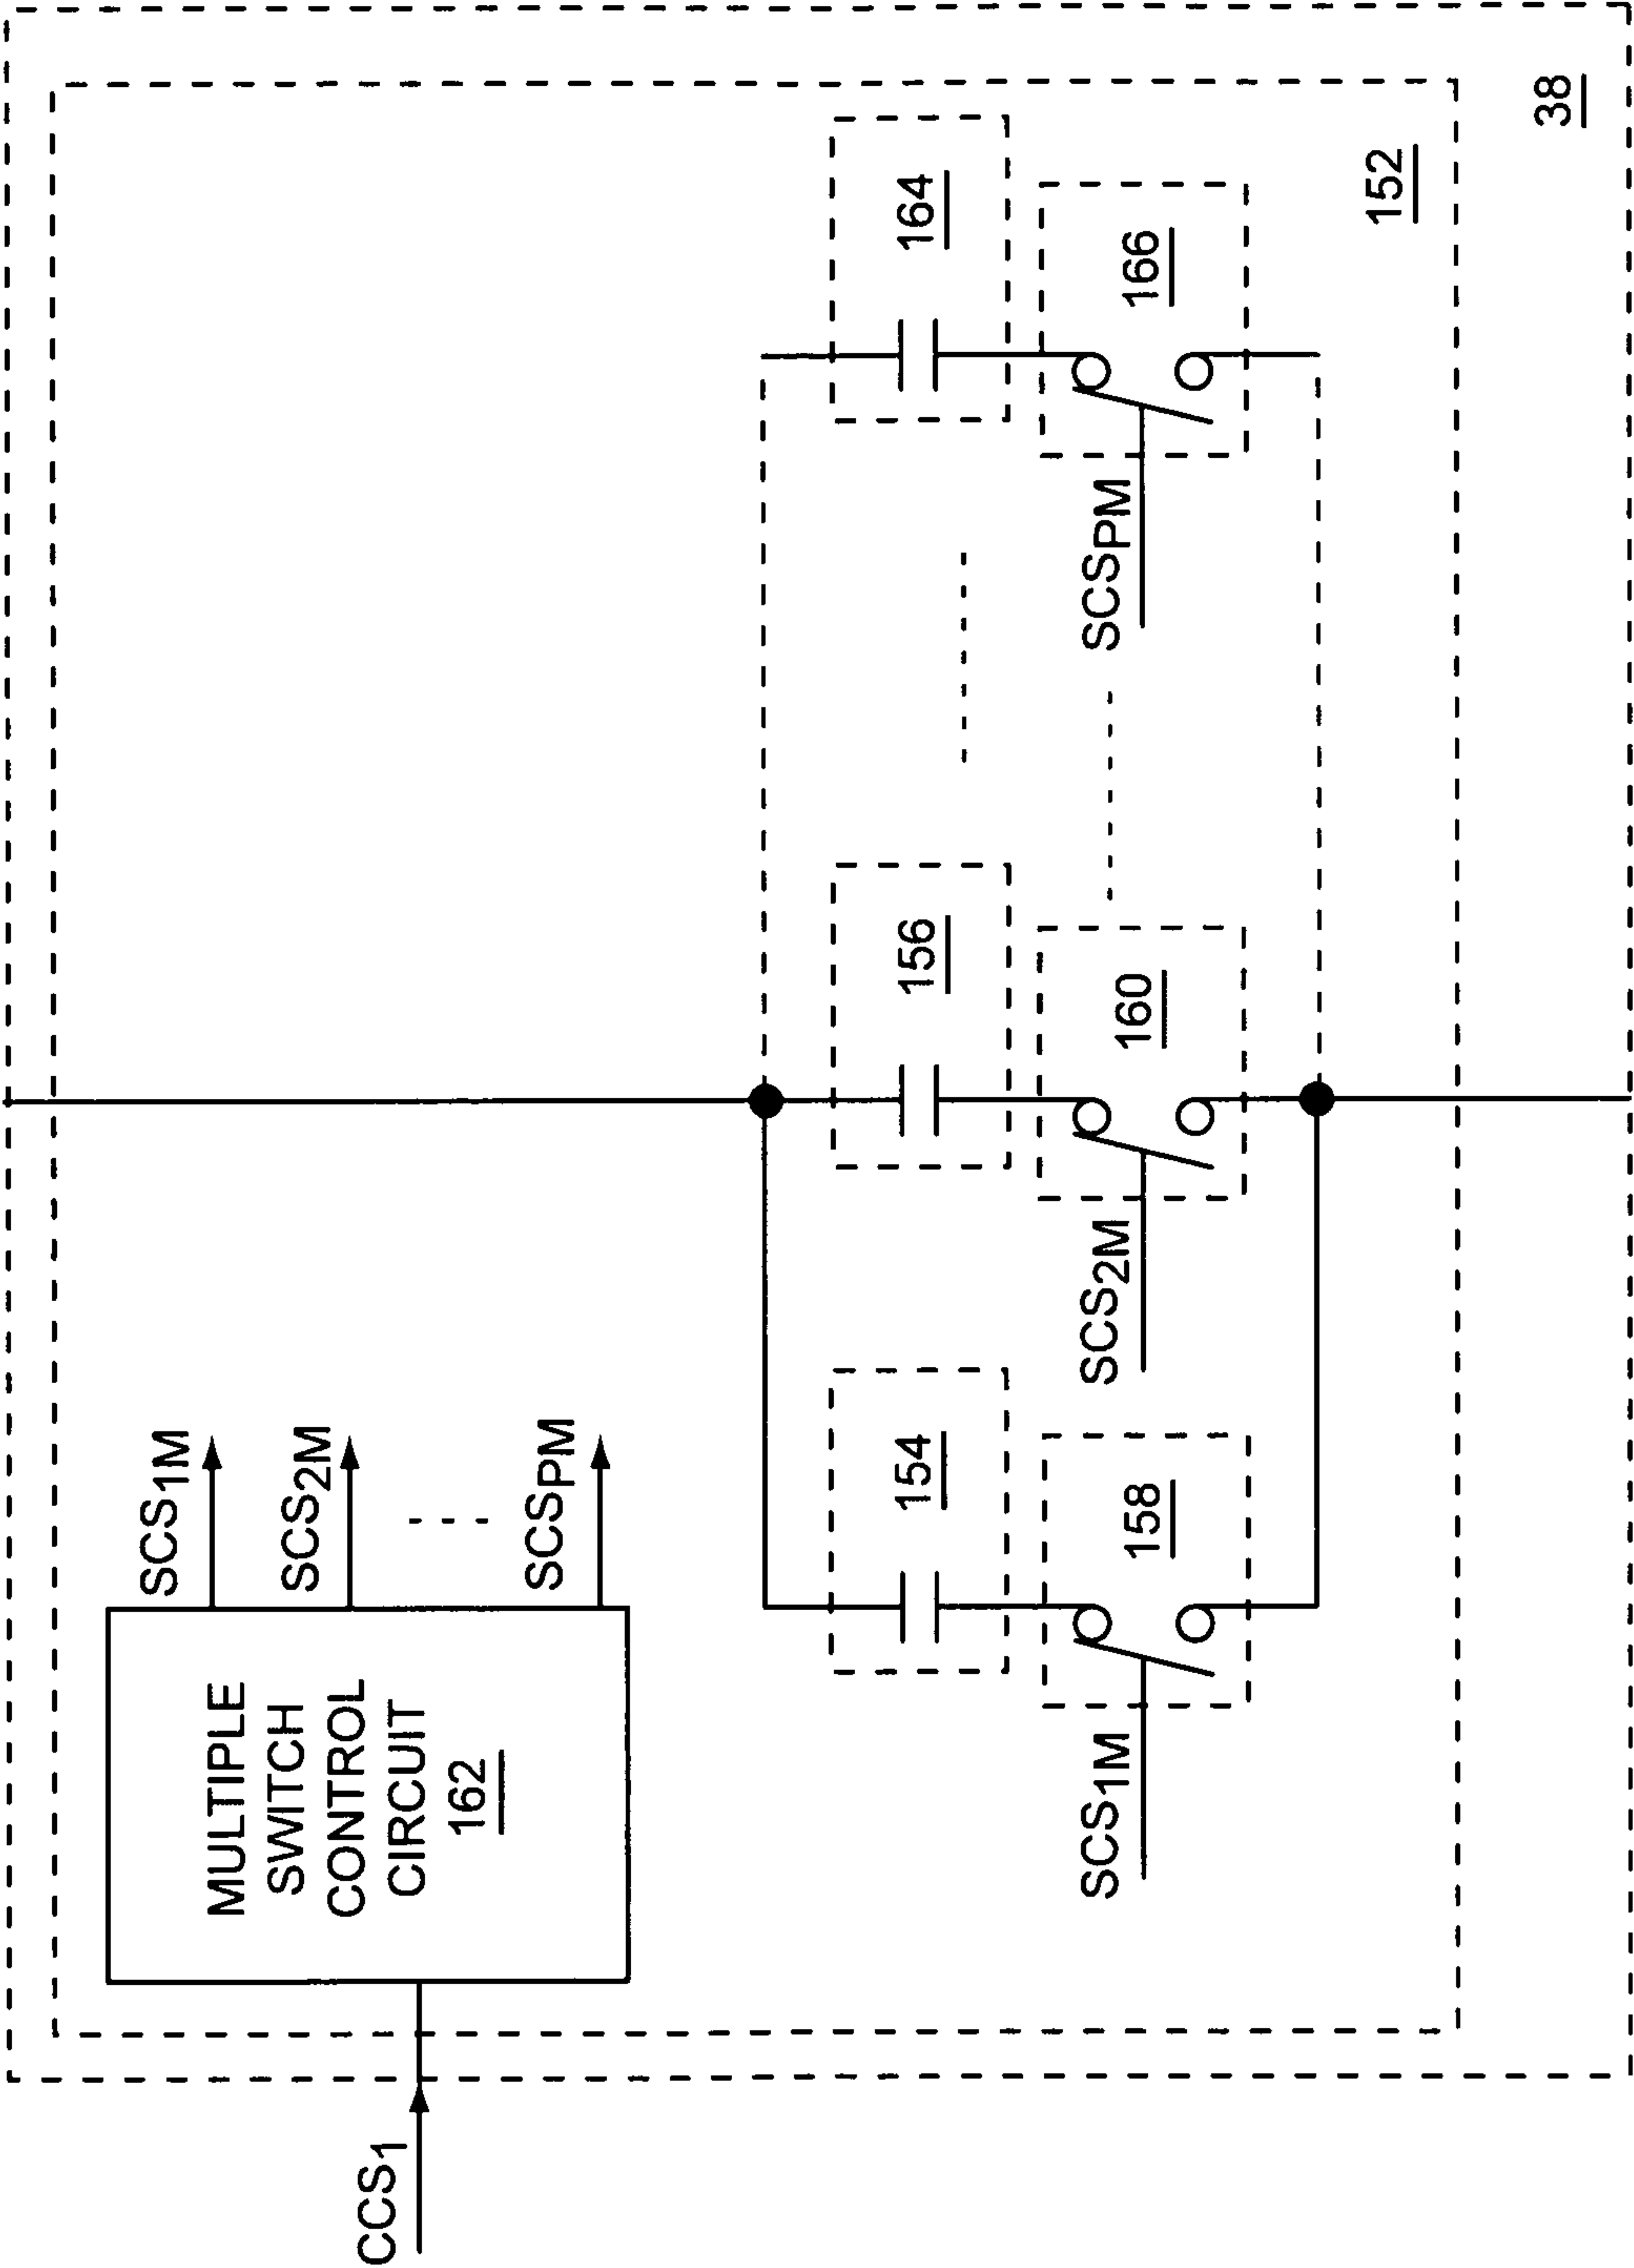 CCS1
MULTIPLE
SWITCH
CONTROL
CIRCUIT
162
SCS1M
SCS2M
SCSPM
154
156
164
SCS1M
158
SCS2M
160
SCSPM
166
152
38